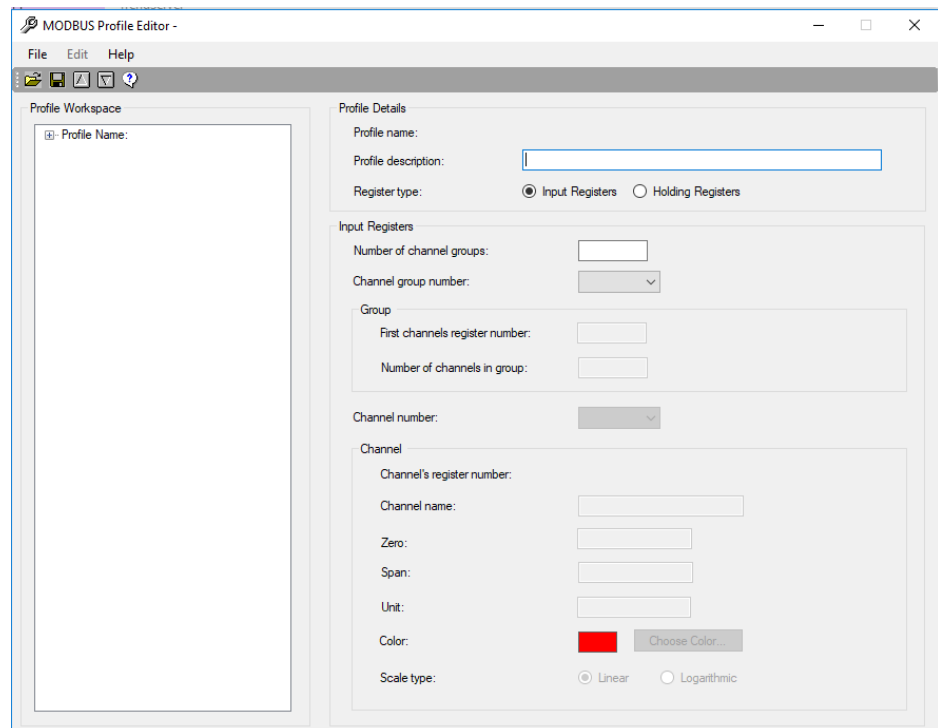 MODBUS Profile Editor -
File Edit Help
Profile Workspace
Profile Name:
Profile Details
Profile name:
Profile description:
Register type: Input Registers Holding Registers
Input Registers
Number of channel groups:
Channel group number:
Group
First channels register number:
Number of channels in group:
Channel number:
Channel
Channel's register number:
Channel name:
Zero:
Span:
Unit:
Color: Choose Color...
Scale type: Linear Logarithmic